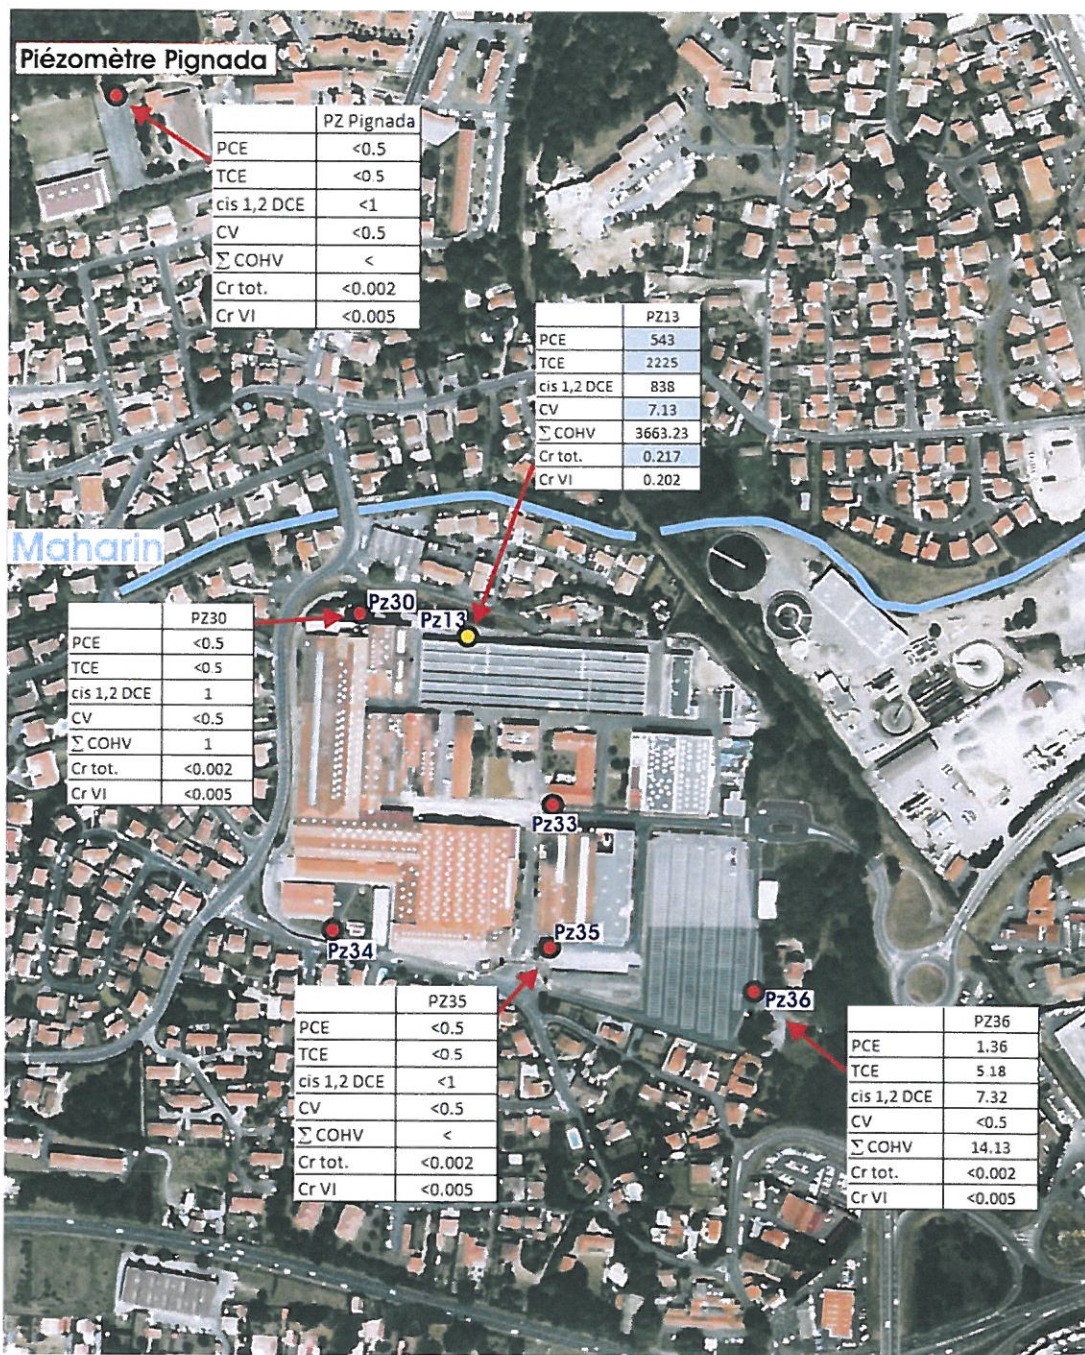 Piézomètre Pignada
PZ Pignada
PCE <0.5
TCE <0.5
cis 1,2 DCE <1
CV <0.5
∑ COHV <
Cr tot. <0.002
Cr VI <0.005
PZ13
PCE 543
TCE 2225
cis 1,2 DCE 838
CV 7.13
∑ COHV 3663.23
Cr tot. 0.217
Cr VI 0.202
Maharin
PZ30
PCE <0.5
TCE <0.5
cis 1,2 DCE 1
CV <0.5
∑ COHV 1
Cr tot. <0.002
Cr VI <0.005
Pz30
Pz13
Pz33
Pz34
Pz35
Pz36
PZ35
PCE <0.5
TCE <0.5
cis 1,2 DCE <1
CV <0.5
∑ COHV <
Cr tot. <0.002
Cr VI <0.005
PZ36
PCE 1.36
TCE 5.18
cis 1,2 DCE 7.32
CV <0.5
∑ COHV 14.13
Cr tot. <0.002
Cr VI <0.005